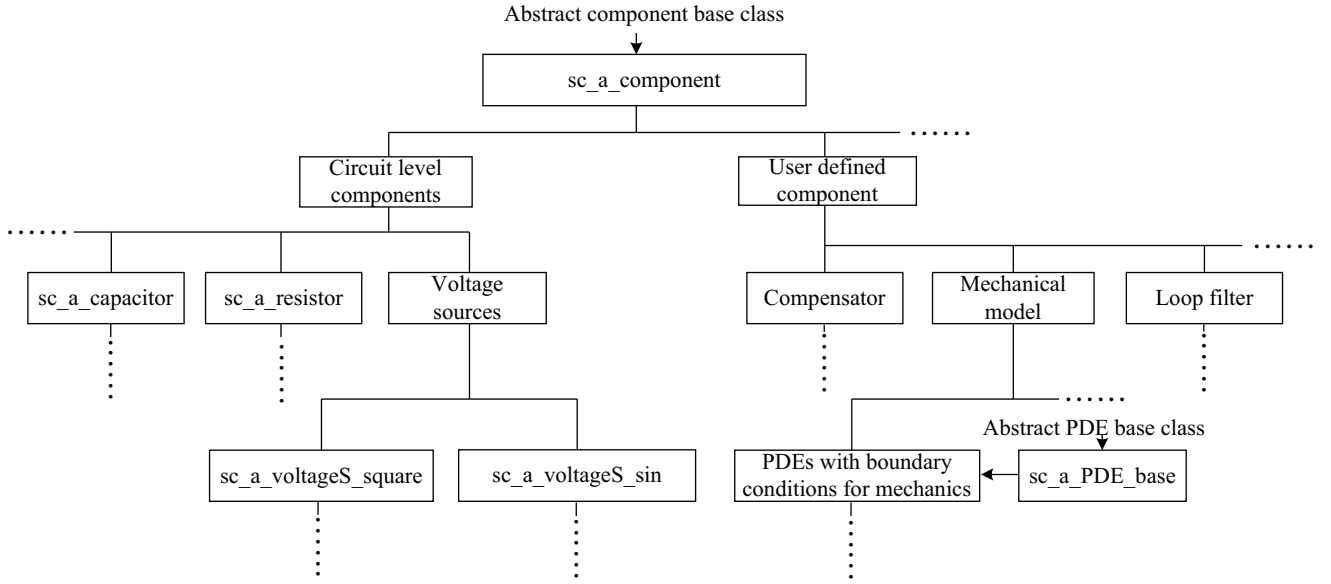 Abstract component base class
sc_a_component
Circuit level
components
User defined
component
sc_a_capacitor
sc_a_resistor
Voltage
sources
Compensator
Mechanical
model
Loop filter
Abstract PDE base class
sc_a_voltageS_square
sc_a_voltageS_sin
PDEs with boundary
conditions for mechanics
sc_a_PDE_base